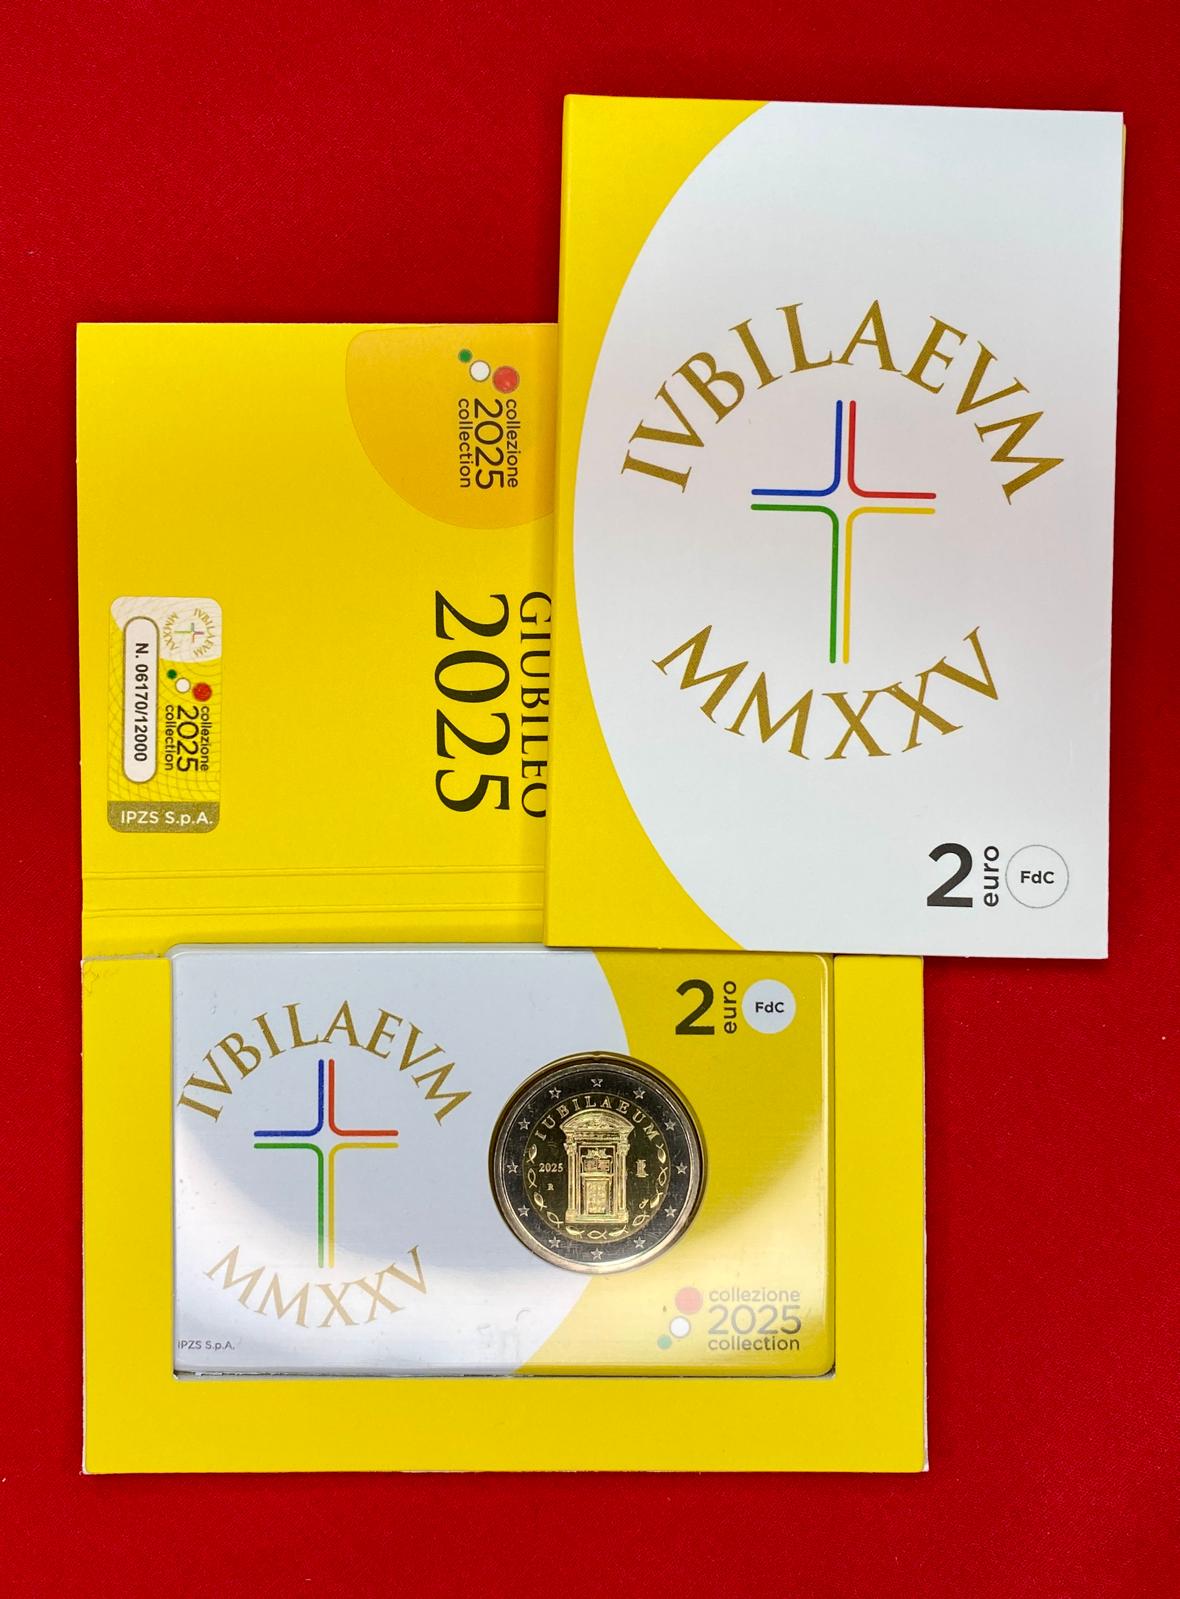 IVBILAEVM
MMXXV
2
euro
FdC
collezione
2025
collection
GIUBILEO
2025
IVBILAEVM
MMXXV
N. 06170/12000
collezione
2025
collection
IPZS S.p.A.
IVBILAEVM
MMXXV
IPZS S.p.A.
2
euro
FdC
IUBILAEUM
2025
R
collezione
2025
collection